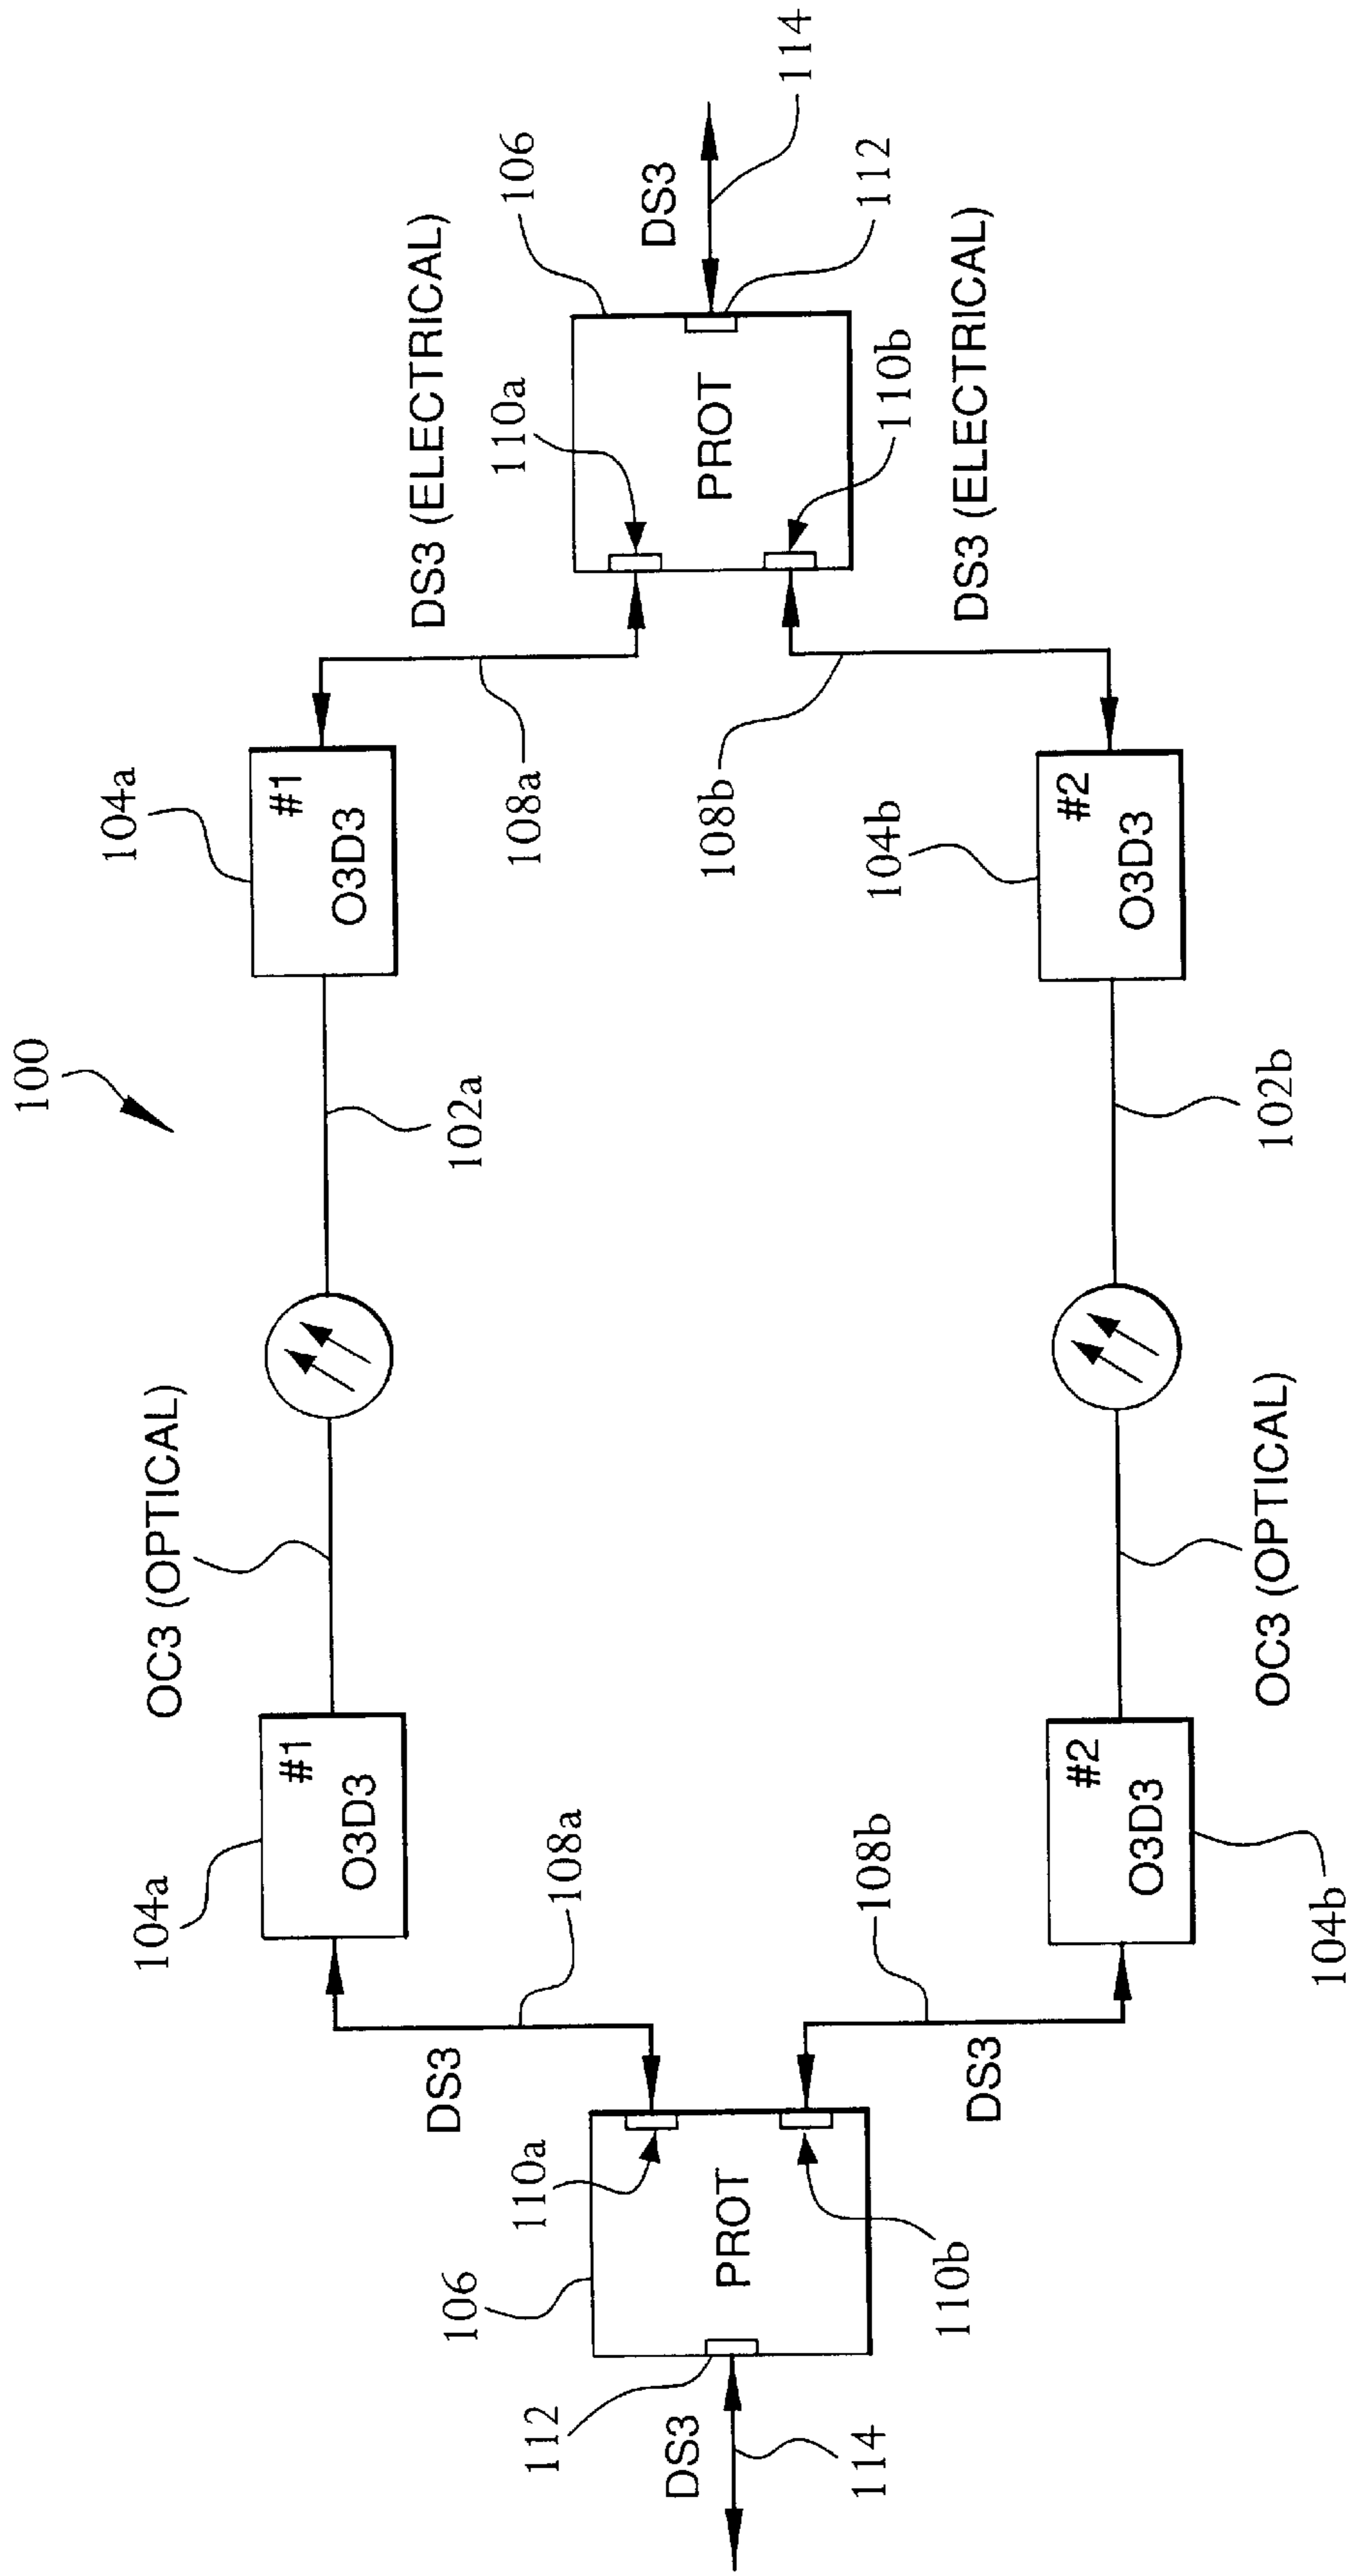 100
104a
OC3 (OPTICAL)
102a
104a
DS3 (ELECTRICAL)
#1
O3D3
#1
O3D3
108a
108a
DS3
110a
106
PROT
112
DS3
114
110b
110a
106
PROT
112
DS3
114
110b
DS3
108b
108b
DS3 (ELECTRICAL)
#2
O3D3
104b
104b
#2
O3D3
OC3 (OPTICAL)
102b